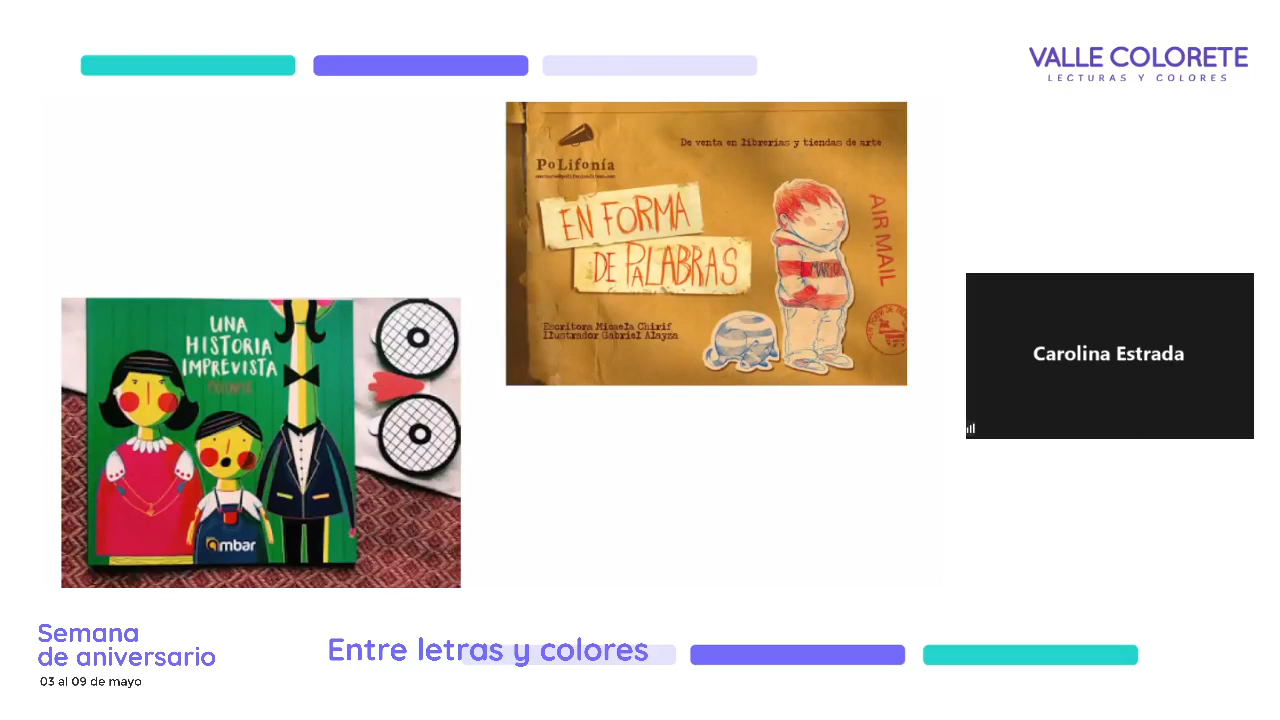 VALLE COLORETE
LECTURAS Y COLORES
PoLifonía
De venta en librerías y tiendas de arte
EN FORMA
DE PALABRAS
AIR MAIL
MARIO
Escritora Micaela Chirif
Ilustrador Gabriel Alayza
UNA
HISTORIA
IMPREVISTA
ambar
Carolina Estrada
Semana
de aniversario
03 al 09 de mayo
Entre letras y colores